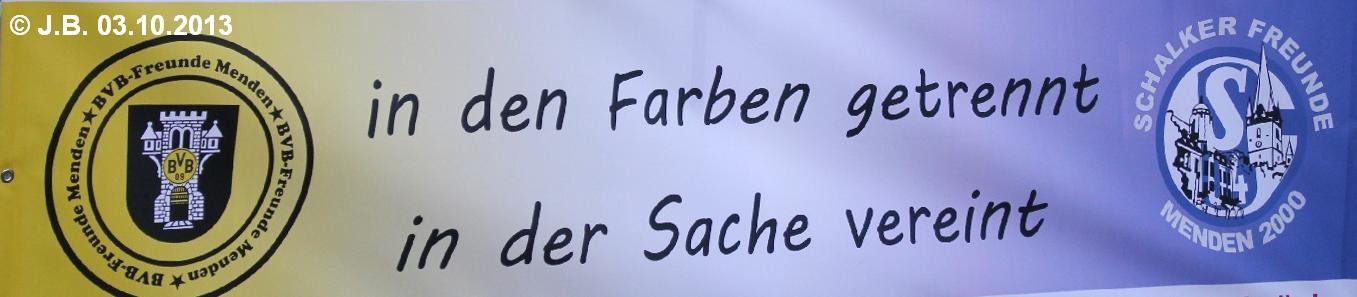 © J.B. 03.10.2013
BVB-Freunde Menden ★ BVB-Freunde Menden ★ BVB-Freunde Menden ★
BVB
09
in den Farben getrennt
in der Sache vereint
SCHALKER FREUNDE
S 4
MENDEN 2000